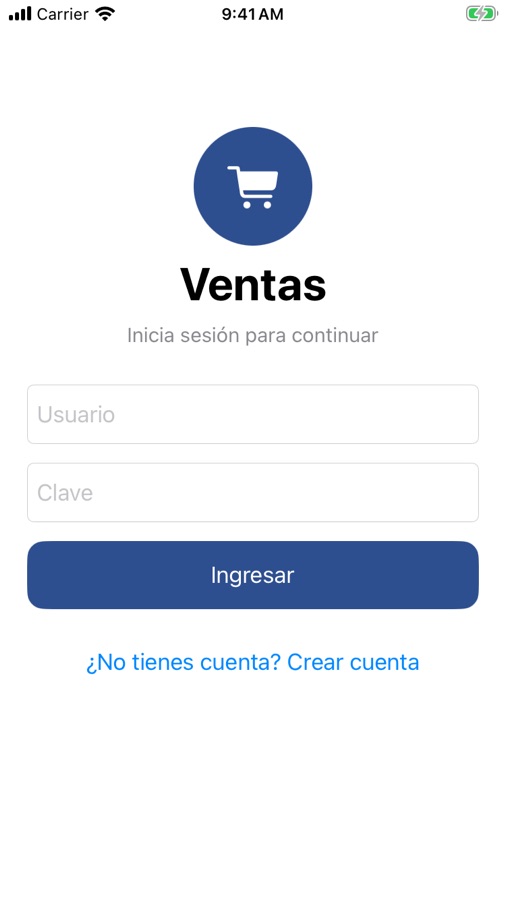 Carrier 9:41 AM
Ventas
Inicia sesión para continuar
Usuario
Clave
Ingresar
¿No tienes cuenta? Crear cuenta